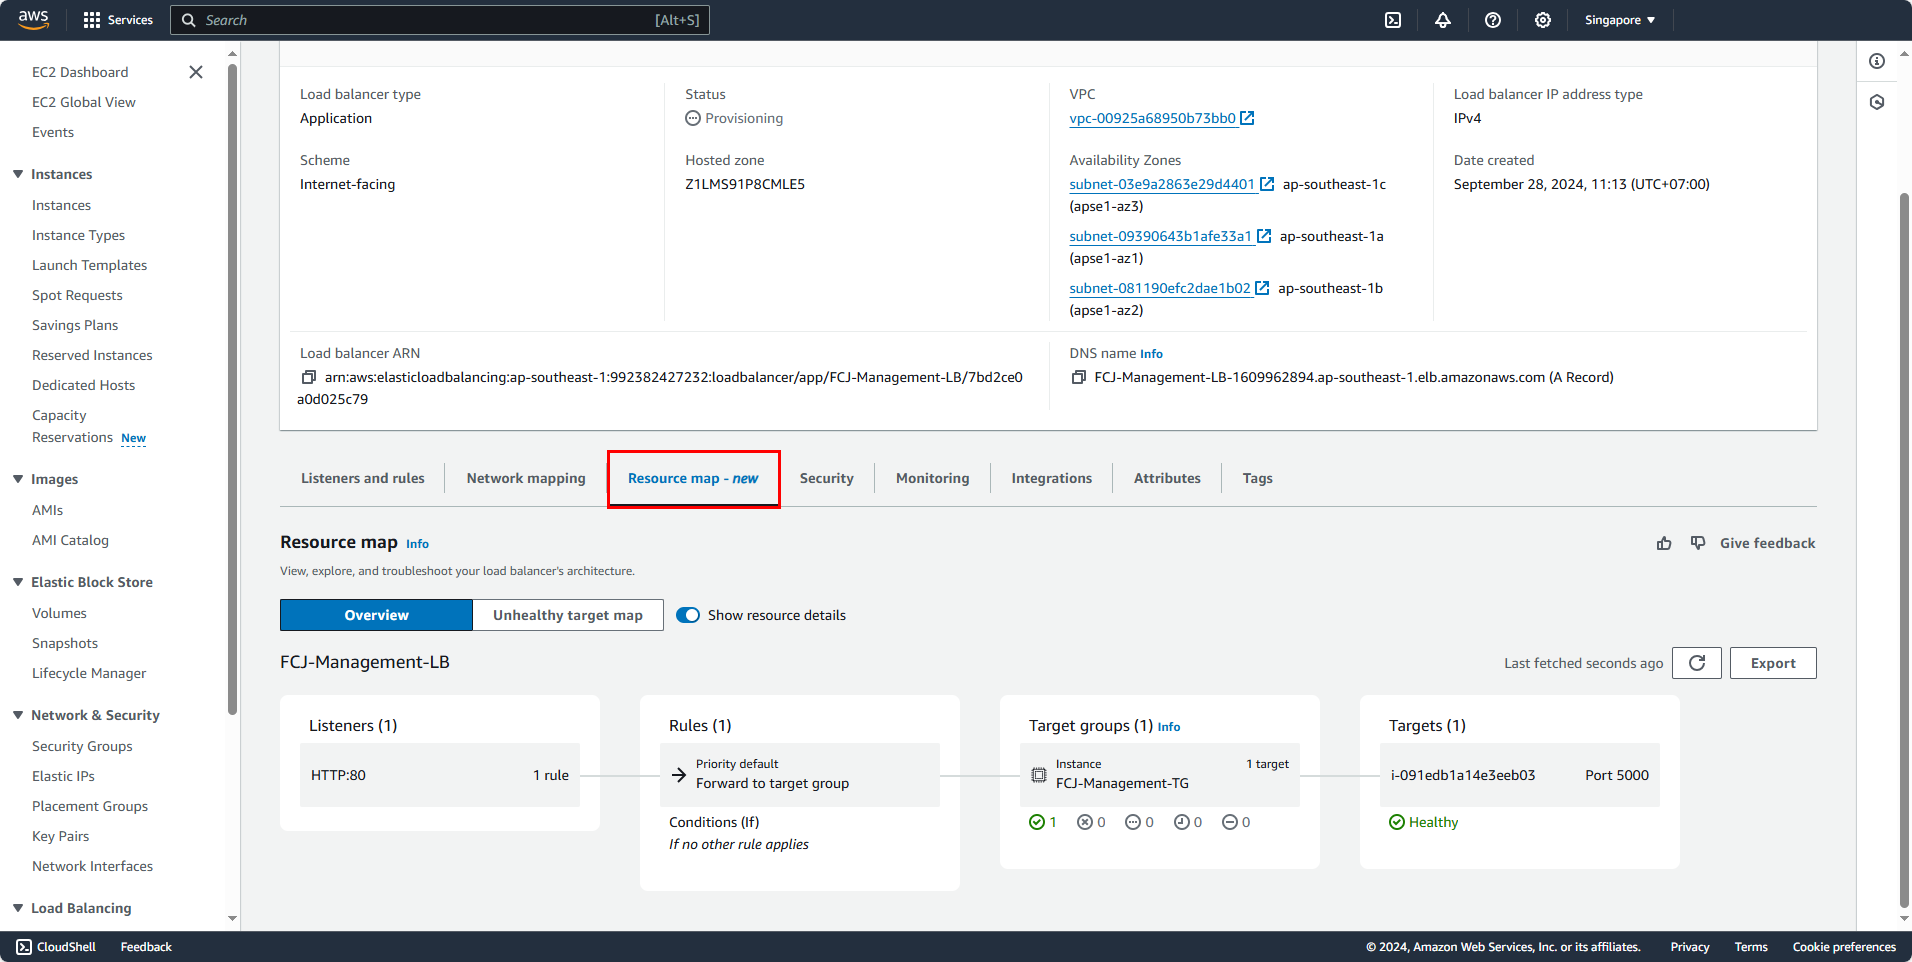 aws
Services
Search
[Alt+S]
Singapore
EC2 Dashboard
EC2 Global View
Events
Instances
Instances
Instance Types
Launch Templates
Spot Requests
Savings Plans
Reserved Instances
Dedicated Hosts
Capacity
Reservations New
Images
AMIs
AMI Catalog
Elastic Block Store
Volumes
Snapshots
Lifecycle Manager
Network & Security
Security Groups
Elastic IPs
Placement Groups
Key Pairs
Network Interfaces
Load Balancing
Load balancer type
Application
Status
Provisioning
VPC
vpc-00925a68950b73bb0
Load balancer IP address type
IPv4
Scheme
Internet-facing
Hosted zone
Z1LMS91P8CMLE5
Availability Zones
subnet-03e9a2863e29d4401 ap-southeast-1c
(apse1-az3)
subnet-09390643b1afe33a1 ap-southeast-1a
(apse1-az1)
subnet-081190efc2dae1b02 ap-southeast-1b
(apse1-az2)
Date created
September 28, 2024, 11:13 (UTC+07:00)
Load balancer ARN
arn:aws:elasticloadbalancing:ap-southeast-1:992382427232:loadbalancer/app/FCJ-Management-LB/7bd2ce0
a0d025c79
DNS name Info
FCJ-Management-LB-1609962894.ap-southeast-1.elb.amazonaws.com (A Record)
Listeners and rules
Network mapping
Resource map - new
Security
Monitoring
Integrations
Attributes
Tags
Resource map Info
Give feedback
View, explore, and troubleshoot your load balancer's architecture.
Overview
Unhealthy target map
Show resource details
FCJ-Management-LB
Last fetched seconds ago
Export
Listeners (1)
HTTP:80 1 rule
Rules (1)
Priority default
Forward to target group
Conditions (If)
If no other rule applies
Target groups (1) Info
Instance 1 target
FCJ-Management-TG
1 0 0 0 0
Targets (1)
i-091edb1a14e3eeb03 Port 5000
Healthy
CloudShell
Feedback
© 2024, Amazon Web Services, Inc. or its affiliates.
Privacy
Terms
Cookie preferences